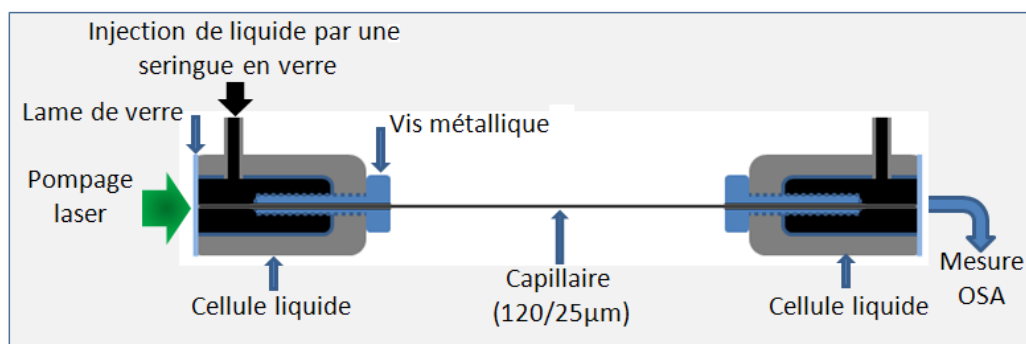 Injection de liquide par une
seringue en verre
Lame de verre
Vis métallique
Pompage
laser
Cellule liquide
Capillaire
(120/25µm)
Cellule liquide
Mesure
OSA